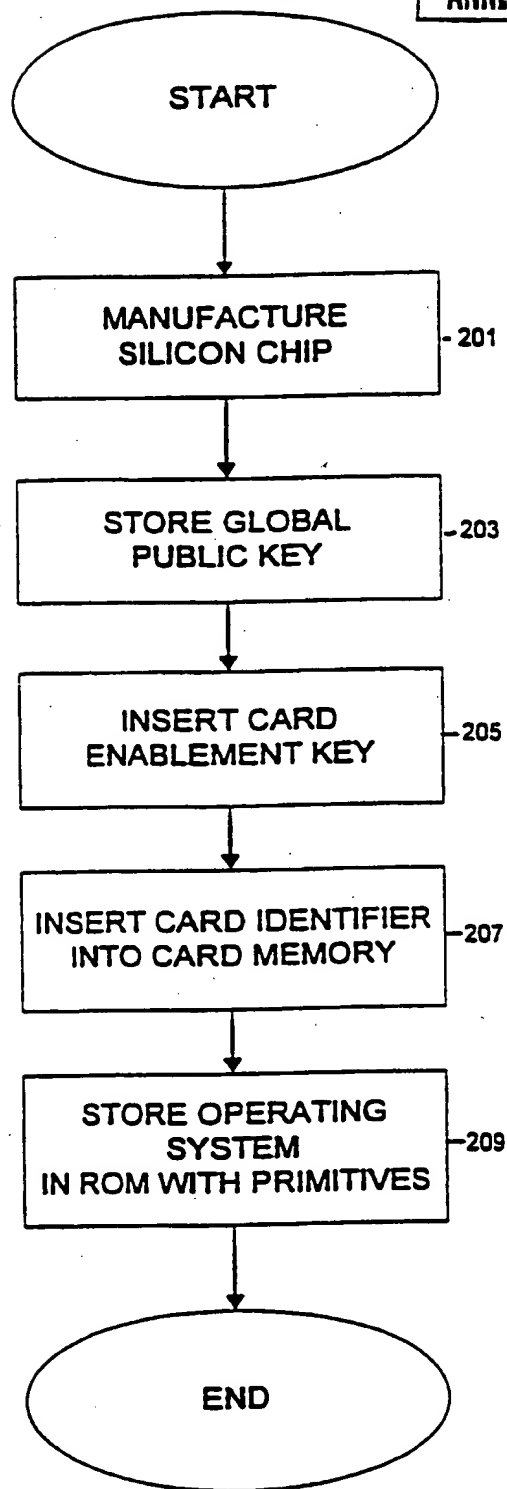 START
MANUFACTURE
SILICON CHIP
201
STORE GLOBAL
PUBLIC KEY
203
INSERT CARD
ENABLEMENT KEY
205
INSERT CARD IDENTIFIER
INTO CARD MEMORY
207
STORE OPERATING
SYSTEM
IN ROM WITH PRIMITIVES
209
END